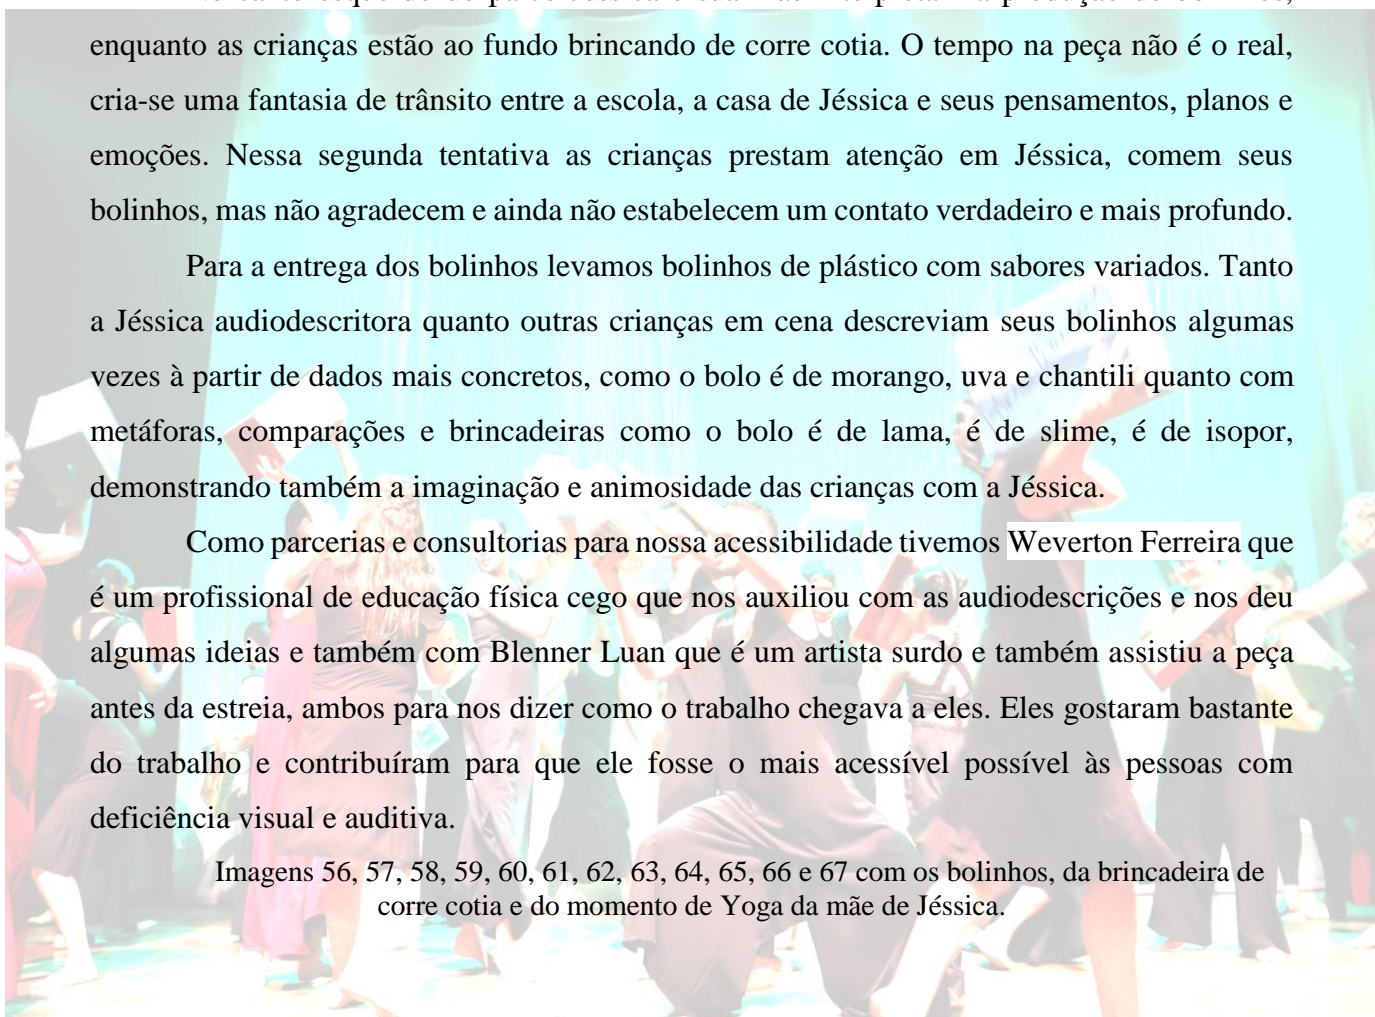 enquanto as crianças estão ao fundo brincando de corre cotia. O tempo na peça não é o real,
cria-se uma fantasia de trânsito entre a escola, a casa de Jéssica e seus pensamentos, planos e
emoções. Nessa segunda tentativa as crianças prestam atenção em Jéssica, comem seus
bolinhos, mas não agradecem e ainda não estabelecem um contato verdadeiro e mais profundo.
Para a entrega dos bolinhos levamos bolinhos de plástico com sabores variados. Tanto
a Jéssica audiodescritora quanto outras crianças em cena descreviam seus bolinhos algumas
vezes à partir de dados mais concretos, como o bolo é de morango, uva e chantili quanto com
metáforas, comparações e brincadeiras como o bolo é de lama, é de slime, é de isopor,
demonstrando também a imaginação e animosidade das crianças com a Jéssica.
Como parcerias e consultorias para nossa acessibilidade tivemos Weverton Ferreira que
é um profissional de educação física cego que nos auxiliou com as audiodescrições e nos deu
algumas ideias e também com Blenner Luan que é um artista surdo e também assistiu a peça
antes da estreia, ambos para nos dizer como o trabalho chegava a eles. Eles gostaram bastante
do trabalho e contribuíram para que ele fosse o mais acessível possível às pessoas com
deficiência visual e auditiva.
Imagens 56, 57, 58, 59, 60, 61, 62, 63, 64, 65, 66 e 67 com os bolinhos, da brincadeira de
corre cotia e do momento de Yoga da mãe de Jéssica.